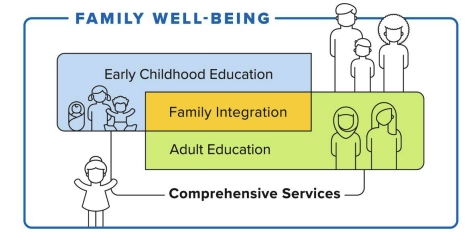 FAMILY WELL-BEING
Early Childhood Education
Family Integration
Adult Education
Comprehensive Services